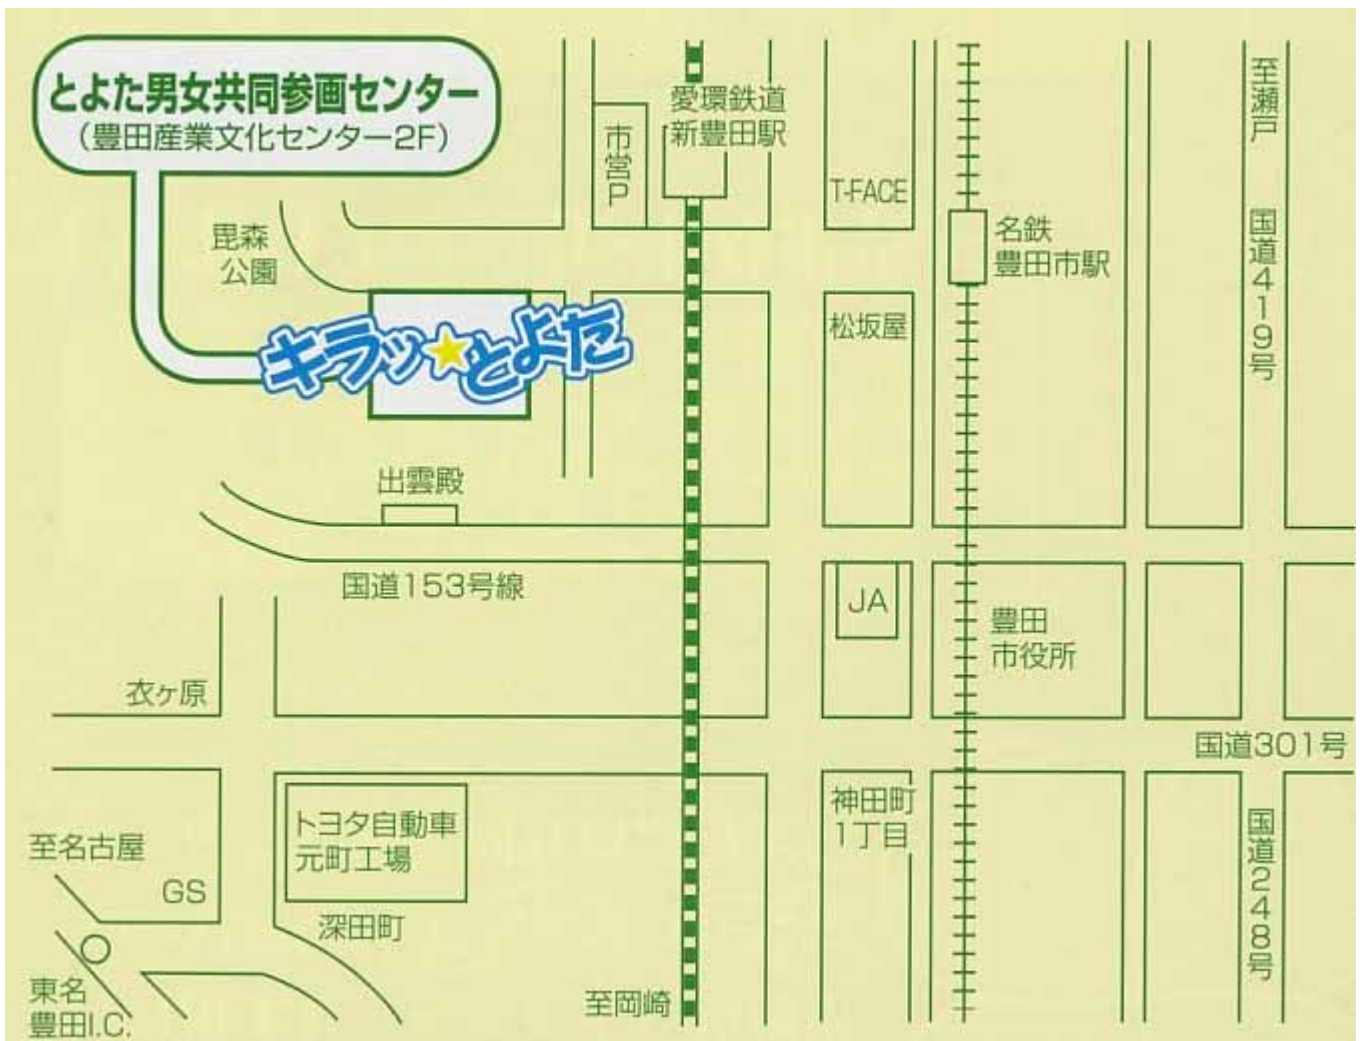 とよた男女共同参画センター
(豊田産業文化センター2F)
愛環鉄道
新豊田駅
市営P
T-FACE
至瀬戸
国道419号
毘森
公園
名鉄
豊田市駅
キラッ☆とよた
松坂屋
出雲殿
国道153号線
JA
豊田
市役所
衣ヶ原
国道301号
トヨタ自動車
元町工場
神田町
1丁目
国道248号
至名古屋
GS
深田町
東名
豊田I.C.
至岡崎